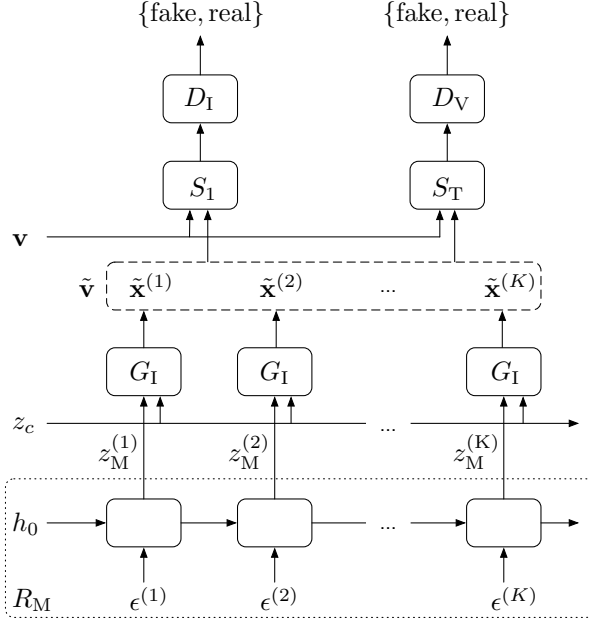 {fake, real} {fake, real}
D_I D_V
S_1 S_T
v
ṽ x̃^(1) x̃^(2) ... x̃^(K)
G_I G_I G_I
z_c ...
z_M^(1) z_M^(2) z_M^(K)
h_0 ...
R_M ϵ^(1) ϵ^(2) ϵ^(K)